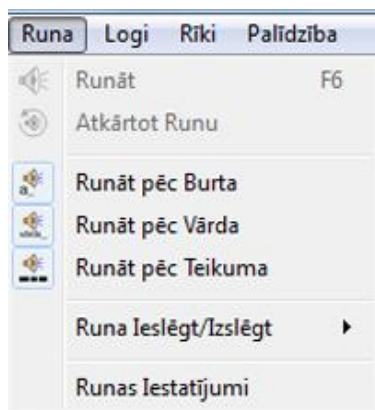 Runa Logi Rīki Palīdzība
Runāt F6
Atkārtot Runu
Runāt pēc Burta
Runāt pēc Vārda
Runāt pēc Teikuma
Runa Ieslēgt/Izslēgt
Runas Iestatījumi